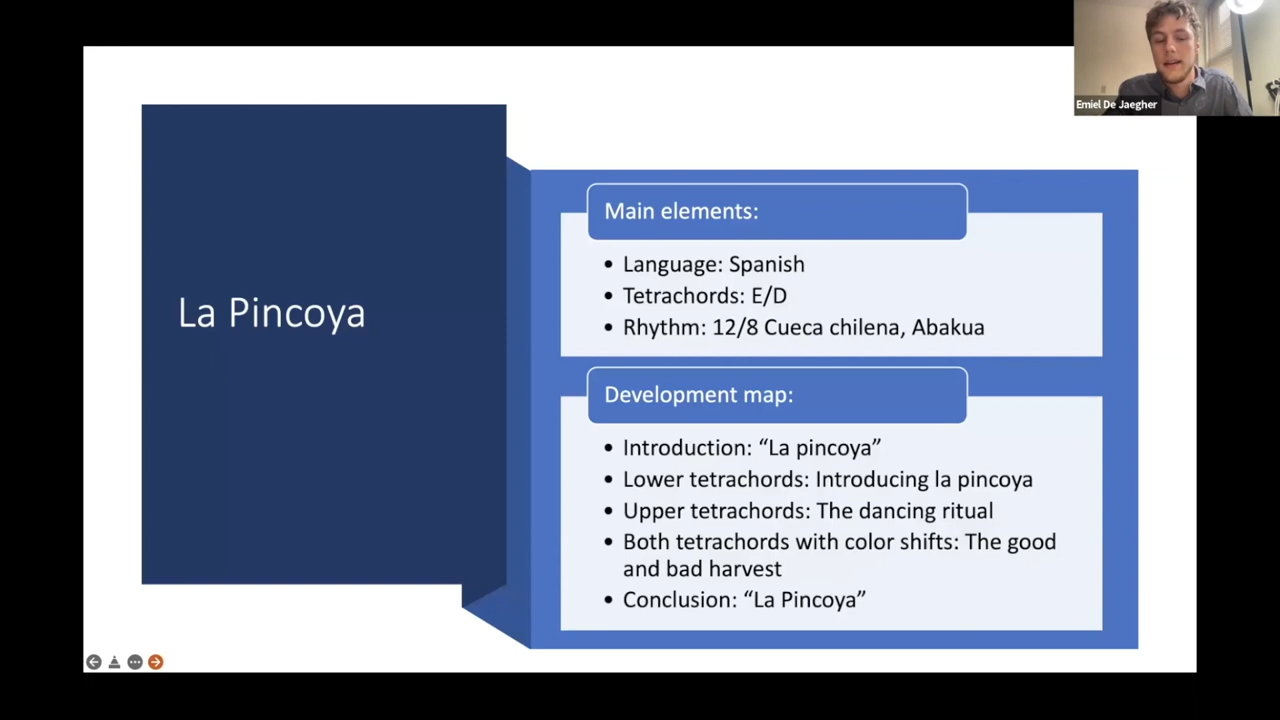 Emiel De Jaegher
La Pincoya
Main elements:
• Language: Spanish
• Tetrachords: E/D
• Rhythm: 12/8 Cueca chilena, Abakua
Development map:
• Introduction: “La pincoya”
• Lower tetrachords: Introducing la pincoya
• Upper tetrachords: The dancing ritual
• Both tetrachords with color shifts: The good
and bad harvest
• Conclusion: “La Pincoya”